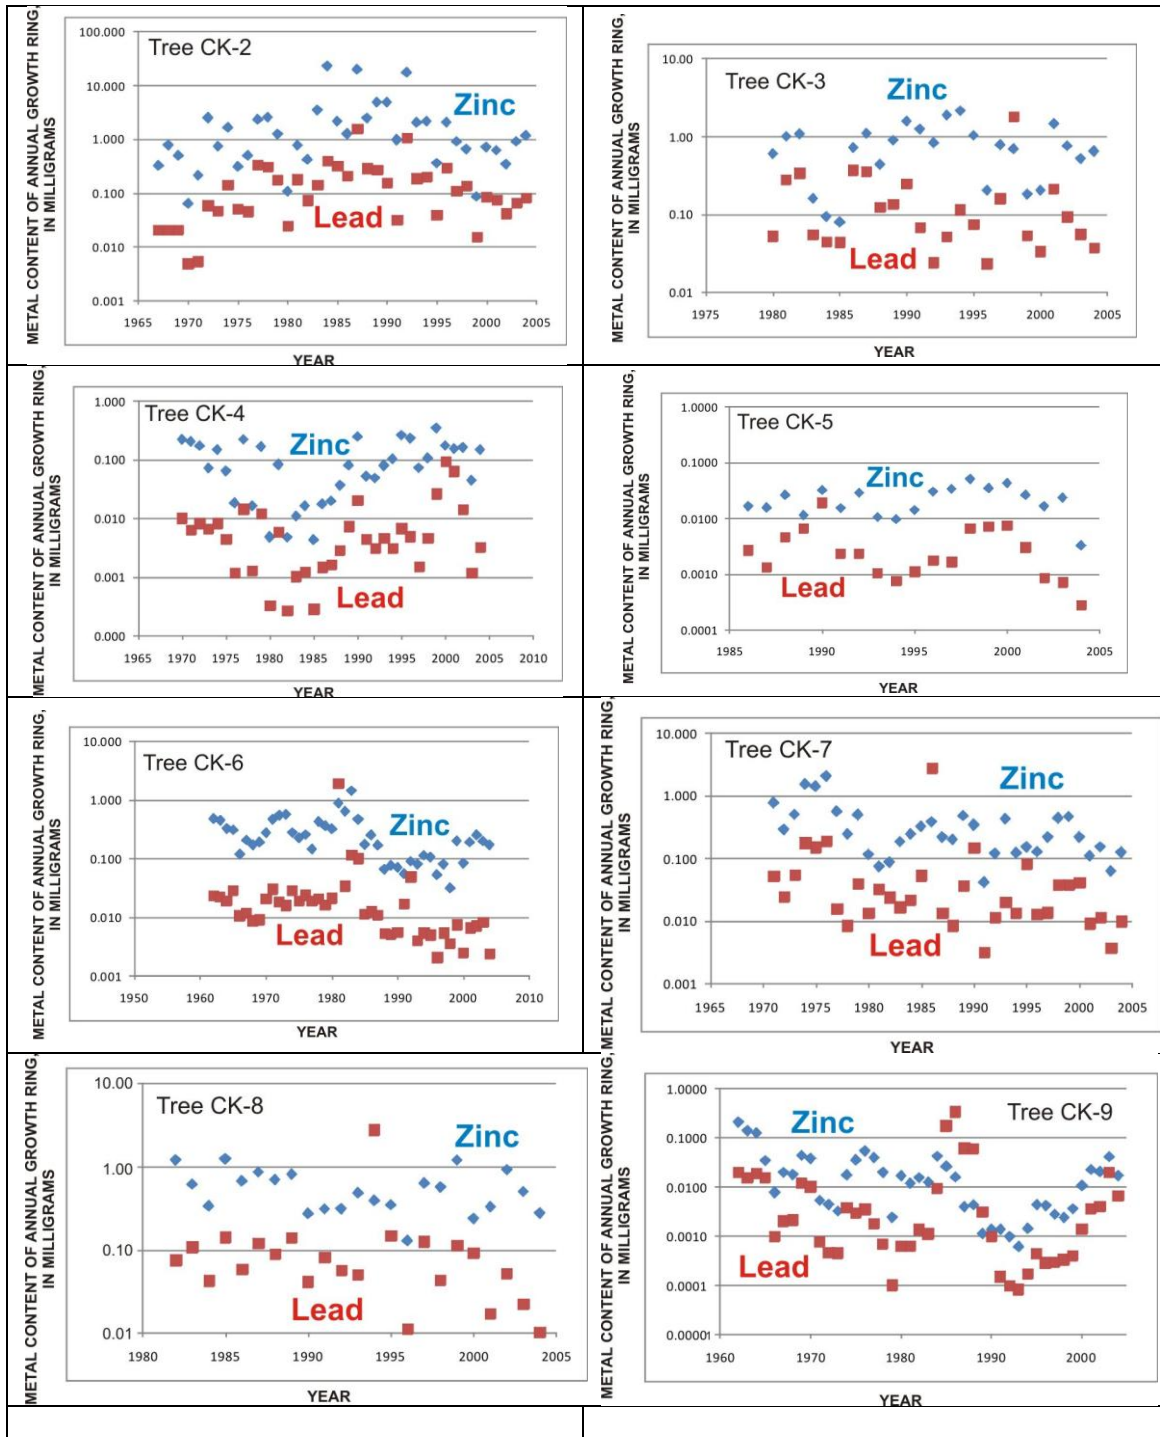 METAL CONTENT OF ANNUAL GROWTH RING,
IN MILLIGRAMS
Tree CK-2
Zinc
Lead
100.000
10.000
1.000
0.100
0.010
0.001
1965 1970 1975 1980 1985 1990 1995 2000 2005
YEAR
METAL CONTENT OF ANNUAL GROWTH RING,
IN MILLIGRAMS
Tree CK-3
Zinc
Lead
10.00
1.00
0.10
0.01
1975 1980 1985 1990 1995 2000 2005
YEAR
METAL CONTENT OF ANNUAL GROWTH RING,
IN MILLIGRAMS
Tree CK-4
Zinc
Lead
1.000
0.100
0.010
0.001
0.000
1965 1970 1975 1980 1985 1990 1995 2000 2005 2010
YEAR
METAL CONTENT OF ANNUAL GROWTH RING,
IN MILLIGRAMS
Tree CK-5
Zinc
Lead
1.0000
0.1000
0.0100
0.0010
0.0001
1985 1990 1995 2000 2005
YEAR
METAL CONTENT OF ANNUAL GROWTH RING,
IN MILLIGRAMS
Tree CK-6
Zinc
Lead
10.000
1.000
0.100
0.010
0.001
1950 1960 1970 1980 1990 2000 2010
YEAR
METAL CONTENT OF ANNUAL GROWTH RING,
IN MILLIGRAMS
Tree CK-7
Zinc
Lead
10.000
1.000
0.100
0.010
0.001
1965 1970 1975 1980 1985 1990 1995 2000 2005
YEAR
METAL CONTENT OF ANNUAL GROWTH RING,
IN MILLIGRAMS
Tree CK-8
Zinc
Lead
10.00
1.00
0.10
0.01
1980 1985 1990 1995 2000 2005
YEAR
METAL CONTENT OF ANNUAL GROWTH RING,
IN MILLIGRAMS
Tree CK-9
Zinc
Lead
1.0000
0.1000
0.0100
0.0010
0.0001
0.00001
1960 1970 1980 1990 2000
YEAR